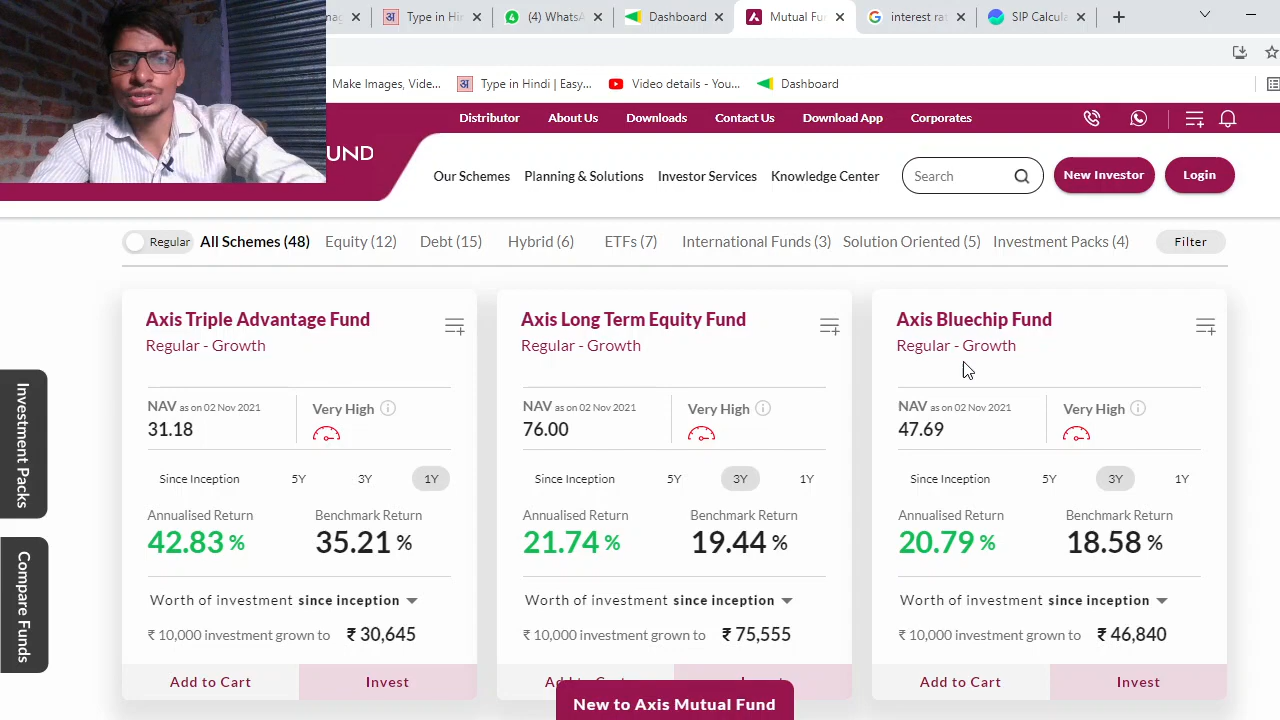 Type in Hi
(4) WhatsA
Dashboard
Mutual Fu
interest ra
SIP Calcula
Make Images, Vide...
Type in Hindi | Easy...
Video details - You...
Dashboard
Distributor About Us Downloads Contact Us Download App Corporates
UND
Our Schemes Planning & Solutions Investor Services Knowledge Center Search New Investor Login
Regular All Schemes (48) Equity (12) Debt (15) Hybrid (6) ETFs (7) International Funds (3) Solution Oriented (5) Investment Packs (4) Filter
Investment Packs
Compare Funds
Axis Triple Advantage Fund
Regular - Growth
NAV as on 02 Nov 2021
31.18
Very High
Since Inception 5Y 3Y 1Y
Annualised Return Benchmark Return
42.83 % 35.21 %
Worth of investment since inception
₹ 10,000 investment grown to ₹ 30,645
Add to Cart Invest
Axis Long Term Equity Fund
Regular - Growth
NAV as on 02 Nov 2021
76.00
Very High
Since Inception 5Y 3Y 1Y
Annualised Return Benchmark Return
21.74 % 19.44 %
Worth of investment since inception
₹ 10,000 investment grown to ₹ 75,555
Axis Bluechip Fund
Regular - Growth
NAV as on 02 Nov 2021
47.69
Very High
Since Inception 5Y 3Y 1Y
Annualised Return Benchmark Return
20.79 % 18.58 %
Worth of investment since inception
₹ 10,000 investment grown to ₹ 46,840
Add to Cart Invest
New to Axis Mutual Fund